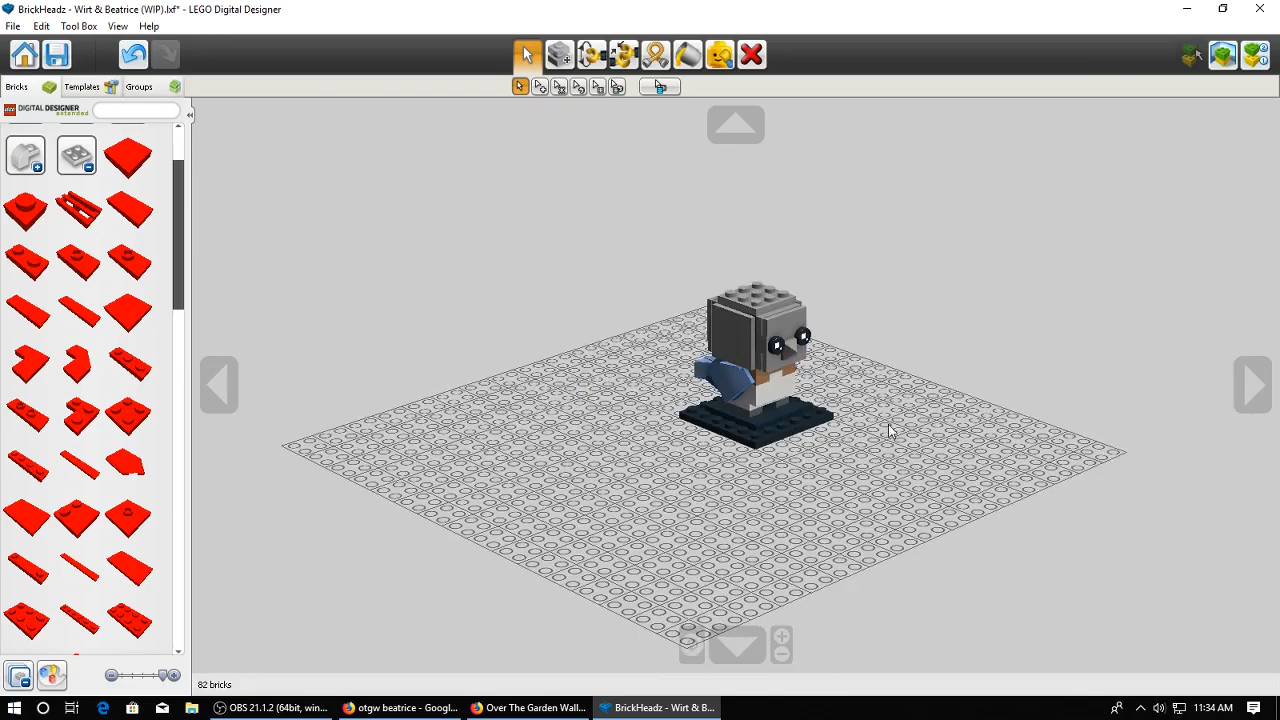 BrickHeadz - Wirt & Beatrice (WIP).lxf* - LEGO Digital Designer
File Edit Tool Box View Help
Bricks Templates Groups
LEGO DIGITAL DESIGNER
extended
82 bricks
OBS 21.1.2 (64bit, win... otgw beatrice - Googl... Over The Garden Wall... BrickHeadz - Wirt & B... 11:34 AM